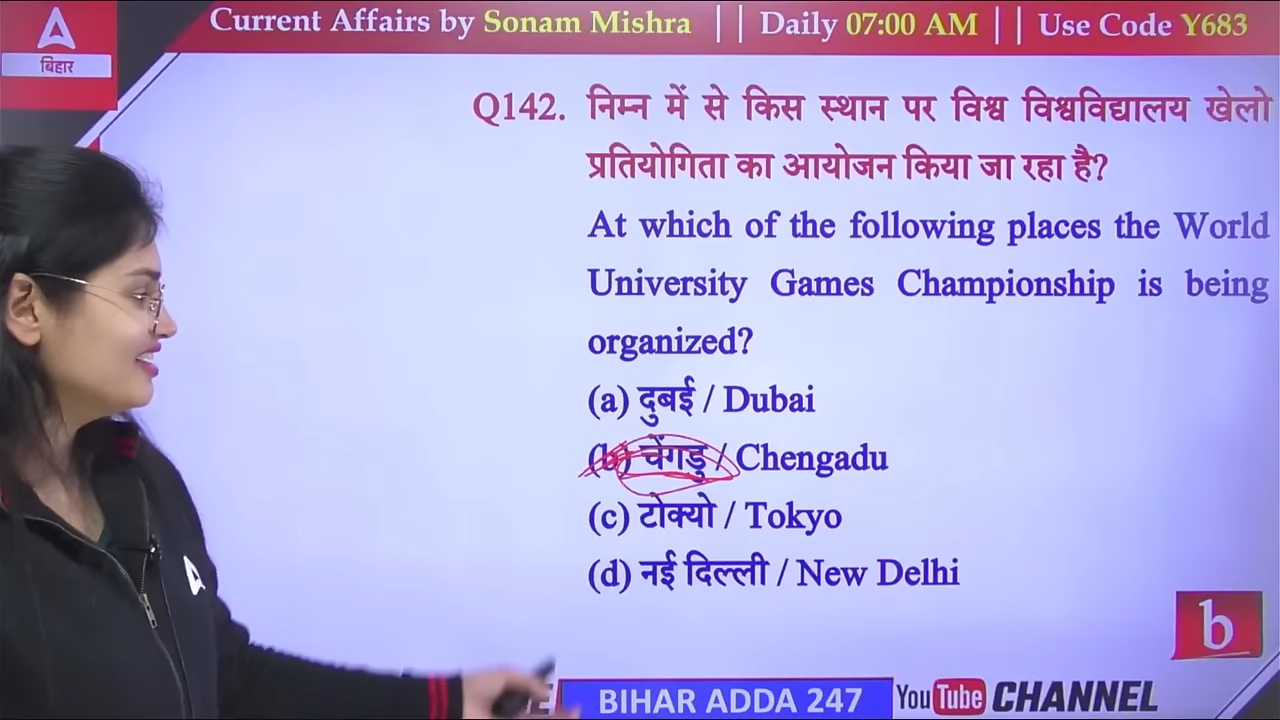 Current Affairs by Sonam Mishra || Daily 07:00 AM || Use Code Y683
बिहार
Q142. निम्न में से किस स्थान पर विश्व विश्वविद्यालय खेलो
प्रतियोगिता का आयोजन किया जा रहा है?
At which of the following places the World
University Games Championship is being
organized?
(a) दुबई / Dubai
(b) चेंगडु / Chengadu
(c) टोक्यो / Tokyo
(d) नई दिल्ली / New Delhi
b
BIHAR ADDA 247 YouTube CHANNEL